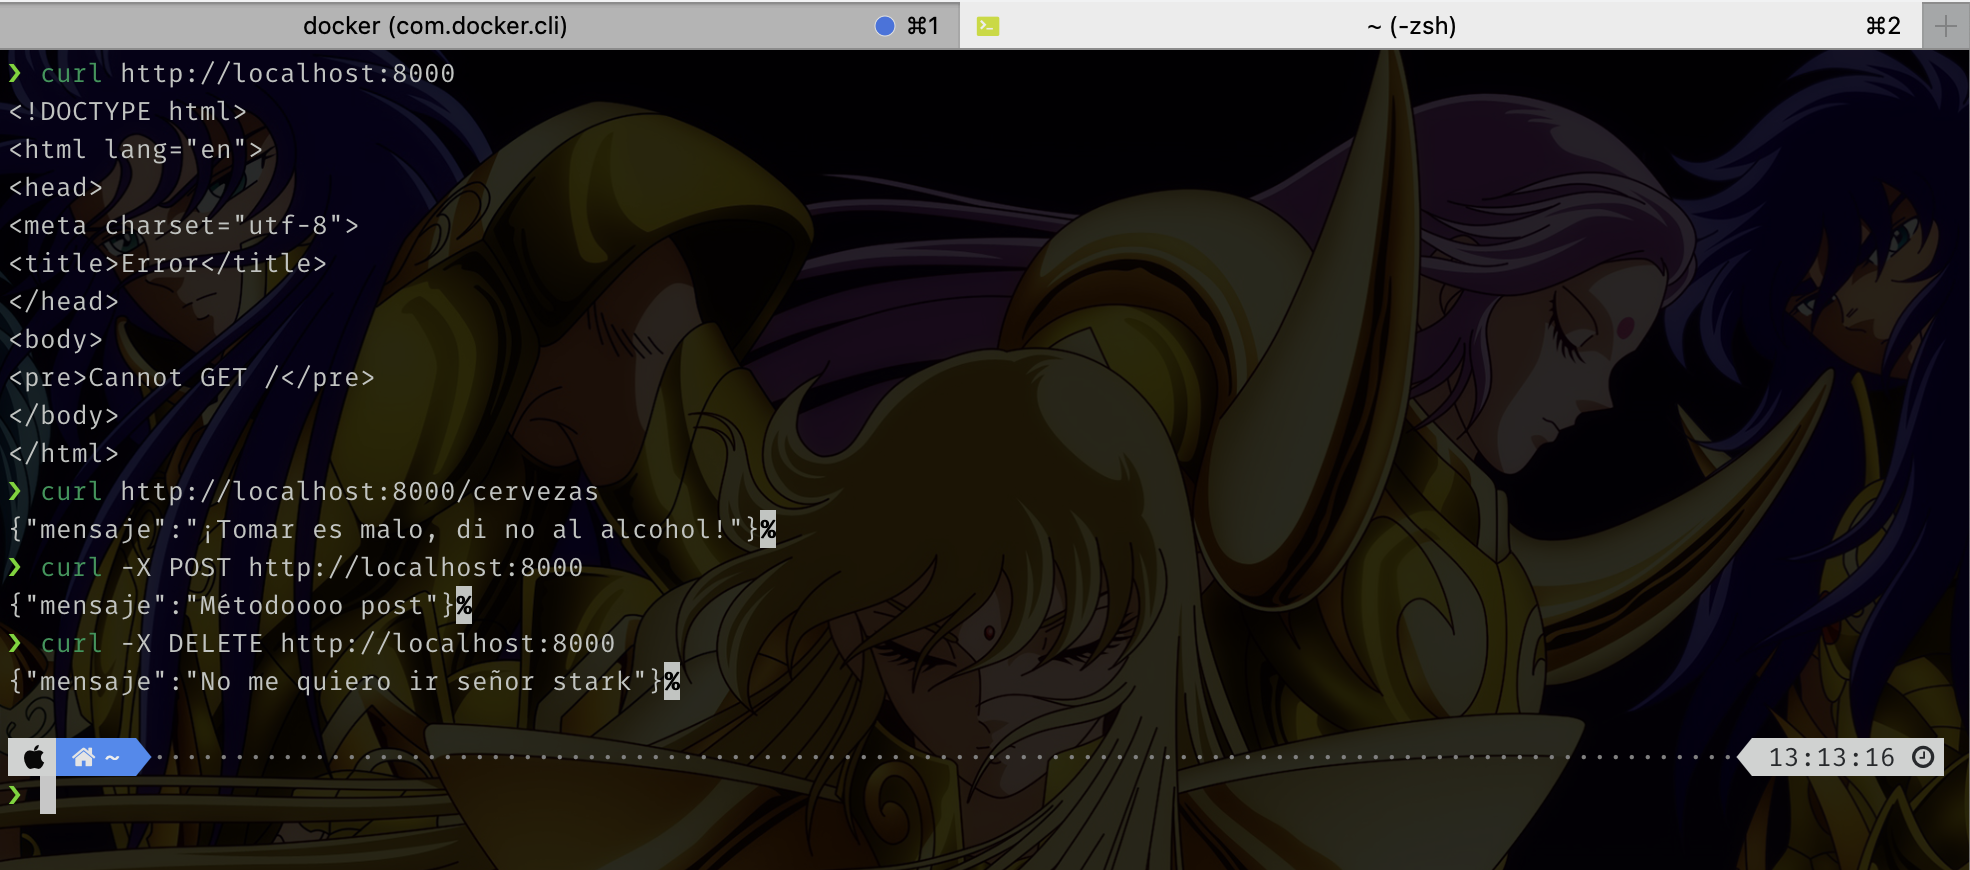 docker (com.docker.cli) ⌘1 ~ (-zsh) ⌘2 +
❯ curl http://localhost:8000
<!DOCTYPE html>
<html lang="en">
<head>
<meta charset="utf-8">
<title>Error</title>
</head>
<body>
<pre>Cannot GET /</pre>
</body>
</html>
❯ curl http://localhost:8000/cervezas
{"mensaje":"¡Tomar es malo, di no al alcohol!"}%
❯ curl -X POST http://localhost:8000
{"mensaje":"Métodoooo post"}%
❯ curl -X DELETE http://localhost:8000
{"mensaje":"No me quiero ir señor stark"}%
~ 13:13:16
❯